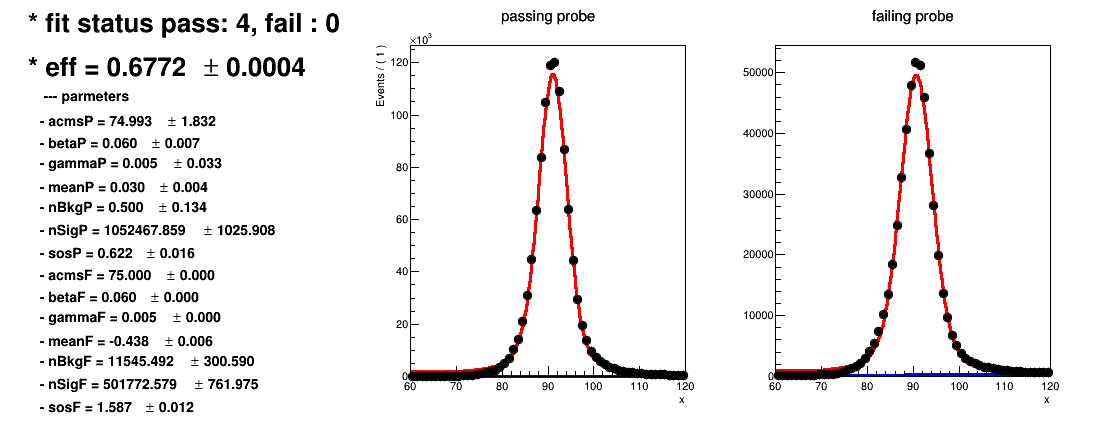 * fit status pass: 4, fail : 0
* eff = 0.6772 ± 0.0004
--- parmeters
- acmsP = 74.993 ± 1.832
- betaP = 0.060 ± 0.007
- gammaP = 0.005 ± 0.033
- meanP = 0.030 ± 0.004
- nBkgP = 0.500 ± 0.134
- nSigP = 1052467.859 ± 1025.908
- sosP = 0.622 ± 0.016
- acmsF = 75.000 ± 0.000
- betaF = 0.060 ± 0.000
- gammaF = 0.005 ± 0.000
- meanF = -0.438 ± 0.006
- nBkgF = 11545.492 ± 300.590
- nSigF = 501772.579 ± 761.975
- sosF = 1.587 ± 0.012
passing probe
×10³
Events / ( 1 )
120
100
80
60
40
20
0
60 70 80 90 100 110 120
x
failing probe
50000
40000
30000
20000
10000
0
60 70 80 90 100 110 120
x